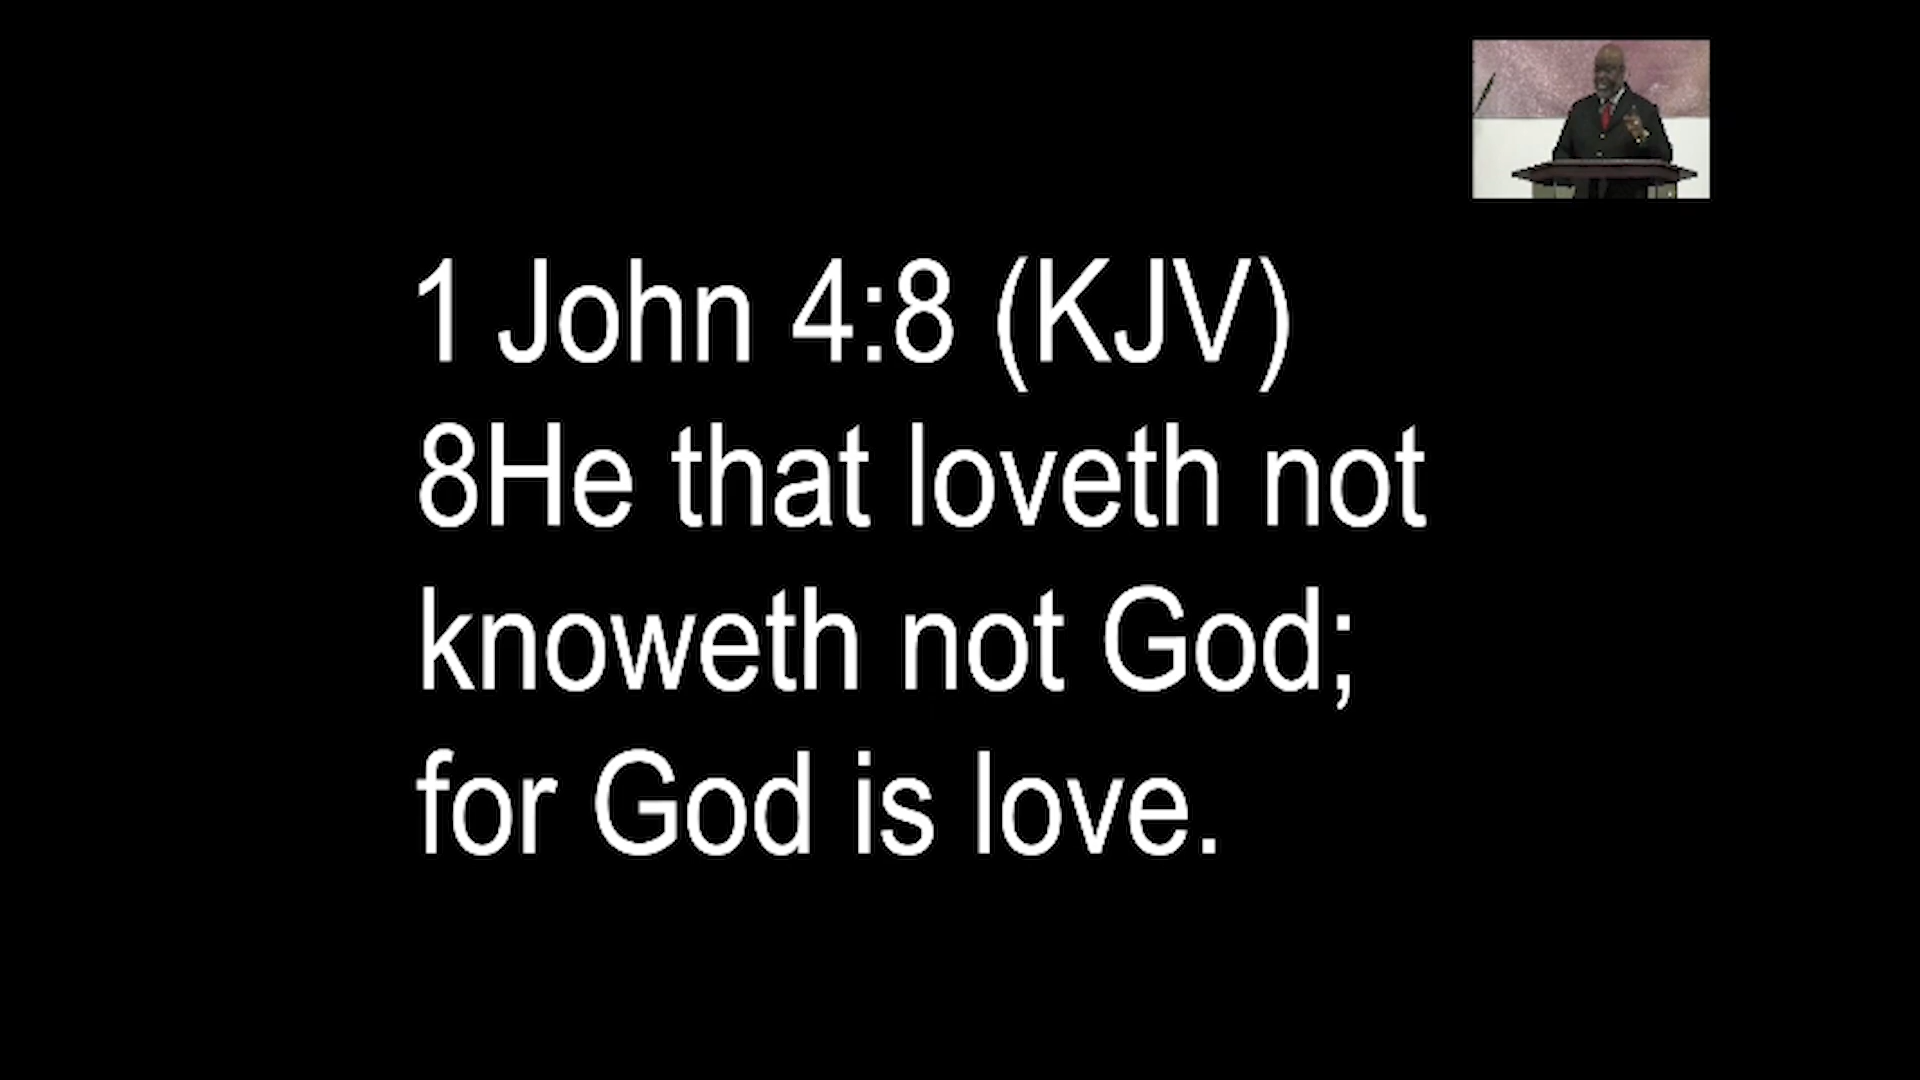 1 John 4:8 (KJV)
8He that loveth not
knoweth not God;
for God is love.